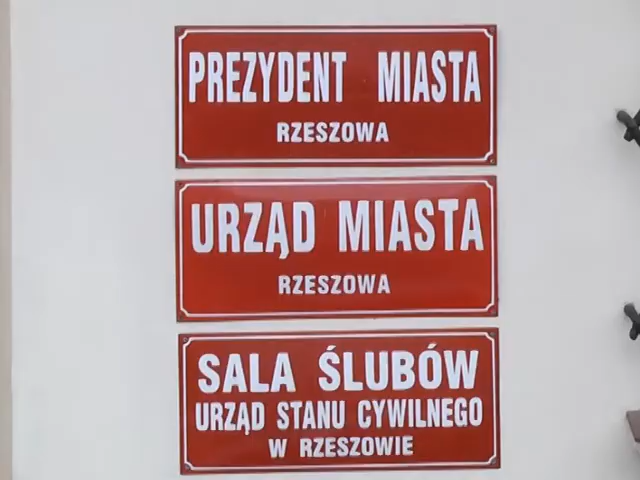 PREZYDENT MIASTA
RZESZOWA
URZĄD MIASTA
RZESZOWA
SALA ŚLUBÓW
URZĄD STANU CYWILNEGO
W RZESZOWIE